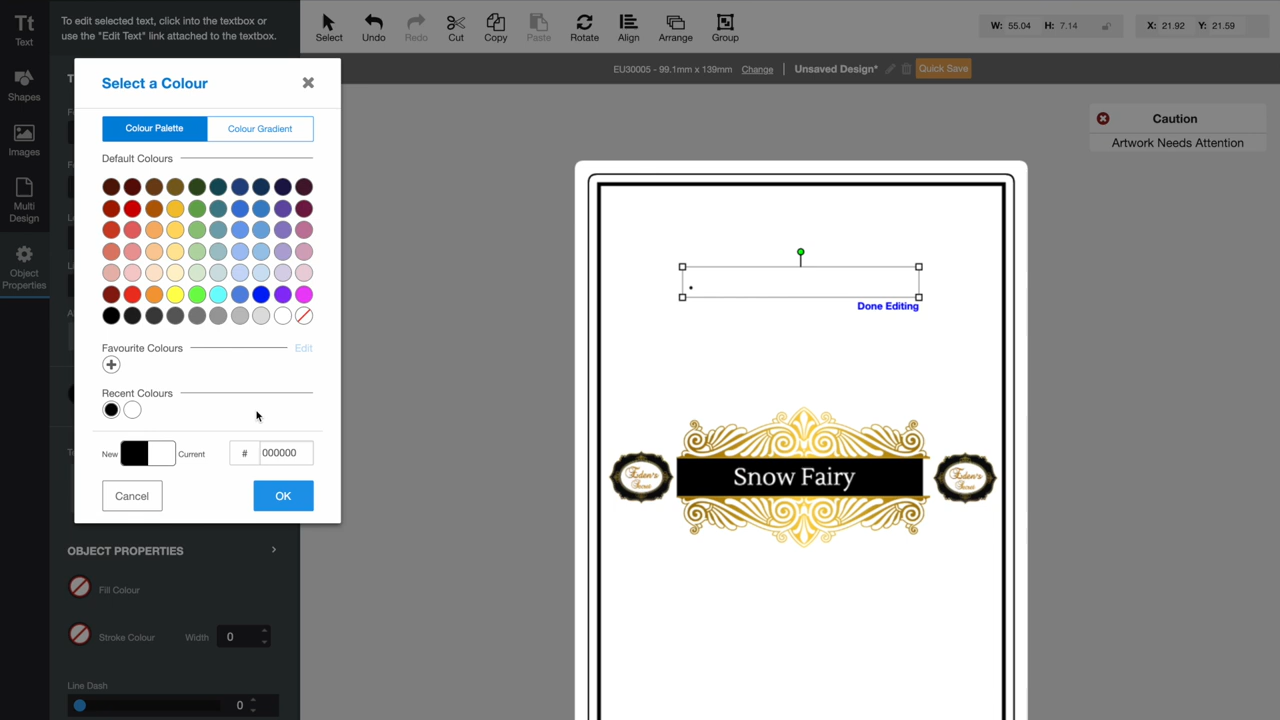 Tt
Text
To edit selected text, click into the textbox or
use the "Edit Text" link attached to the textbox.
Select
Undo
Redo
Cut
Copy
Paste
Rotate
Align
Arrange
Group
W: 55.04 H: 7.14
X: 21.92 Y: 21.59
EU30005 - 99.1mm x 139mm Change | Unsaved Design* Quick Save
Shapes
Images
Multi
Design
Object
Properties
Select a Colour
Colour Palette
Colour Gradient
Default Colours
Favourite Colours
Edit
Recent Colours
New
Current
#
000000
Cancel
OK
OBJECT PROPERTIES
Fill Colour
Stroke Colour
Width
0
Line Dash
0
Caution
Artwork Needs Attention
Done Editing
Eden's
Secret
Snow Fairy
Eden's
Secret